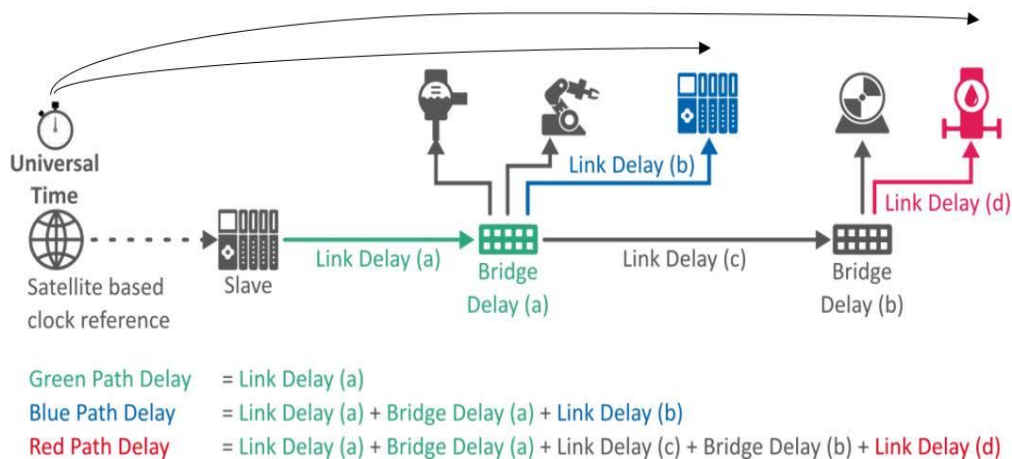 Universal
Time
Satellite based
clock reference
Slave
Link Delay (a)
Bridge
Delay (a)
Link Delay (b)
Link Delay (c)
Bridge
Delay (b)
Link Delay (d)
Green Path Delay = Link Delay (a)
Blue Path Delay = Link Delay (a) + Bridge Delay (a) + Link Delay (b)
Red Path Delay = Link Delay (a) + Bridge Delay (a) + Link Delay (c) + Bridge Delay (b) + Link Delay (d)